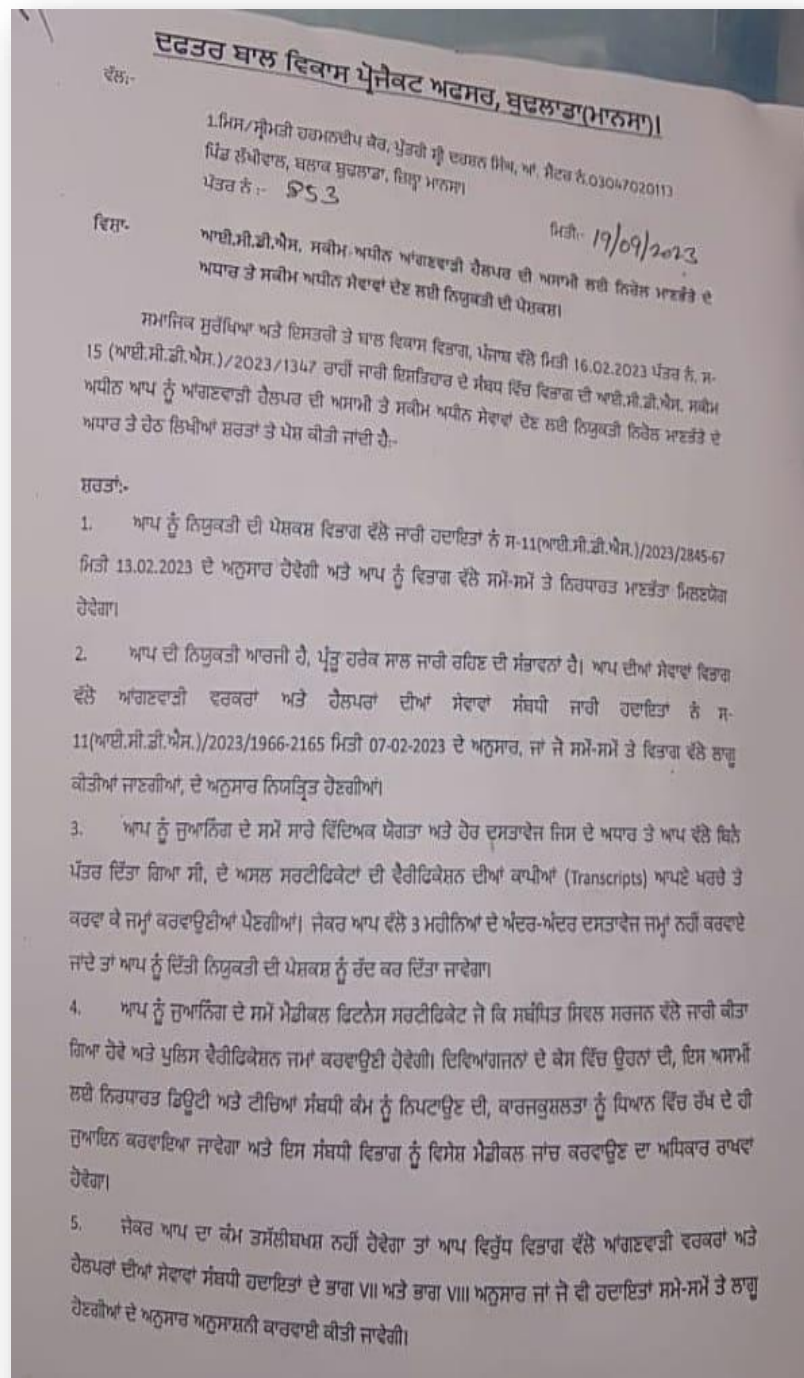 ਦਫਤਰ ਬਾਲ ਵਿਕਾਸ ਪ੍ਰੋਜੈਕਟ ਅਫਸਰ, ਬੁਢਲਾਡਾ(ਮਾਨਸਾ)।
ਵੱਲ:-
1.ਮਿਸ/ਸ਼੍ਰੀਮਤੀ ਹਰਮਨਦੀਪ ਕੌਰ, ਪੁੱਤਰੀ ਸ਼੍ਰੀ ਦਰਸ਼ਨ ਸਿੰਘ, ਆਂ. ਸੈਂਟਰ ਨੰ.03047020113
ਪਿੰਡ ਲੱਖੀਵਾਲ, ਬਲਾਕ ਬੁਢਲਾਡਾ, ਜਿਲ੍ਹਾ ਮਾਨਸਾ।
ਪੱਤਰ ਨੰ :- 853
ਮਿਤੀ:- 19/09/2023
ਵਿਸ਼ਾ-
ਆਈ.ਸੀ.ਡੀ.ਐਸ. ਸਕੀਮ ਅਧੀਨ ਆਂਗਣਵਾੜੀ ਹੈਲਪਰ ਦੀ ਅਸਾਮੀ ਲਈ ਨਿਰੋਲ ਮਾਣਭੱਤੇ ਦੇ
ਅਧਾਰ ਤੇ ਸਕੀਮ ਅਧੀਨ ਸੇਵਾਵਾਂ ਦੇਣ ਲਈ ਨਿਯੁਕਤੀ ਦੀ ਪੇਸ਼ਕਸ਼।
ਸਮਾਜਿਕ ਸੁਰੱਖਿਆ ਅਤੇ ਇਸਤਰੀ ਤੇ ਬਾਲ ਵਿਕਾਸ ਵਿਭਾਗ, ਪੰਜਾਬ ਵੱਲੋਂ ਮਿਤੀ 16.02.2023 ਪੱਤਰ ਨੰ. ਸ-
15 (ਆਈ.ਸੀ.ਡੀ.ਐਸ.)/2023/1347 ਰਾਹੀਂ ਜਾਰੀ ਇਸ਼ਤਿਹਾਰ ਦੇ ਸੰਬਧ ਵਿੱਚ ਵਿਭਾਗ ਦੀ ਆਈ.ਸੀ.ਡੀ.ਐਸ. ਸਕੀਮ
ਅਧੀਨ ਆਪ ਨੂੰ ਆਂਗਣਵਾੜੀ ਹੈਲਪਰ ਦੀ ਅਸਾਮੀ ਤੇ ਸਕੀਮ ਅਧੀਨ ਸੇਵਾਵਾਂ ਦੇਣ ਲਈ ਨਿਯੁਕਤੀ ਨਿਰੋਲ ਮਾਣਭੱਤੇ ਦੇ
ਅਧਾਰ ਤੇ ਹੇਠ ਲਿਖੀਆਂ ਸ਼ਰਤਾਂ ਤੇ ਪੇਸ਼ ਕੀਤੀ ਜਾਂਦੀ ਹੈ:-
ਸ਼ਰਤਾਂ:-
1. ਆਪ ਨੂੰ ਨਿਯੁਕਤੀ ਦੀ ਪੇਸ਼ਕਸ਼ ਵਿਭਾਗ ਵੱਲੋਂ ਜਾਰੀ ਹਦਾਇਤਾਂ ਨੰ ਸ-11(ਆਈ.ਸੀ.ਡੀ.ਐਸ.)/2023/2845-67
ਮਿਤੀ 13.02.2023 ਦੇ ਅਨੁਸਾਰ ਹੋਵੇਗੀ ਅਤੇ ਆਪ ਨੂੰ ਵਿਭਾਗ ਵੱਲੋਂ ਸਮੇਂ-ਸਮੇਂ ਤੇ ਨਿਰਧਾਰਤ ਮਾਣਭੱਤਾ ਮਿਲਣਯੋਗ
ਹੋਵੇਗਾ।
2. ਆਪ ਦੀ ਨਿਯੁਕਤੀ ਆਰਜੀ ਹੈ, ਪ੍ਰੰਤੂ ਹਰੇਕ ਸਾਲ ਜਾਰੀ ਰਹਿਣ ਦੀ ਸੰਭਾਵਨਾਂ ਹੈ। ਆਪ ਦੀਆਂ ਸੇਵਾਵਾਂ ਵਿਭਾਗ
ਵੱਲੋਂ ਆਂਗਣਵਾੜੀ ਵਰਕਰਾਂ ਅਤੇ ਹੈਲਪਰਾਂ ਦੀਆਂ ਸੇਵਾਵਾਂ ਸੰਬਧੀ ਜਾਰੀ ਹਦਾਇਤਾਂ ਨੰ ਸ-
11(ਆਈ.ਸੀ.ਡੀ.ਐਸ.)/2023/1966-2165 ਮਿਤੀ 07-02-2023 ਦੇ ਅਨੁਸਾਰ, ਜਾਂ ਜੋ ਸਮੇਂ-ਸਮੇਂ ਤੇ ਵਿਭਾਗ ਵੱਲੋਂ ਲਾਗੂ
ਕੀਤੀਆਂ ਜਾਣਗੀਆਂ, ਦੇ ਅਨੁਸਾਰ ਨਿਯਤ੍ਰਿਤ ਹੋਣਗੀਆਂ।
3. ਆਪ ਨੂੰ ਜੁਆਨਿੰਗ ਦੇ ਸਮੇਂ ਸਾਰੇ ਵਿੱਦਿਅਕ ਯੋਗਤਾ ਅਤੇ ਹੋਰ ਦਸਤਾਵੇਜ ਜਿਸ ਦੇ ਅਧਾਰ ਤੇ ਆਪ ਵੱਲੋਂ ਬਿਨੈ
ਪੱਤਰ ਦਿੱਤਾ ਗਿਆ ਸੀ, ਦੇ ਅਸਲ ਸਰਟੀਫਿਕੇਟਾਂ ਦੀ ਵੈਰੀਫਿਕੇਸ਼ਨ ਦੀਆਂ ਕਾਪੀਆਂ (Transcripts) ਆਪਣੇ ਖਰਚੇ ਤੇ
ਕਰਵਾ ਕੇ ਜਮ੍ਹਾਂ ਕਰਵਾਉਣੀਆਂ ਪੈਣਗੀਆਂ। ਜੇਕਰ ਆਪ ਵੱਲੋਂ 3 ਮਹੀਨਿਆਂ ਦੇ ਅੰਦਰ-ਅੰਦਰ ਦਸਤਾਵੇਜ ਜਮ੍ਹਾਂ ਨਹੀਂ ਕਰਵਾਏ
ਜਾਂਦੇ ਤਾਂ ਆਪ ਨੂੰ ਦਿੱਤੀ ਨਿਯੁਕਤੀ ਦੀ ਪੇਸ਼ਕਸ਼ ਨੂੰ ਰੱਦ ਕਰ ਦਿੱਤਾ ਜਾਵੇਗਾ।
4. ਆਪ ਨੂੰ ਜੁਆਨਿੰਗ ਦੇ ਸਮੇਂ ਮੈਡੀਕਲ ਫਿਟਨੈਸ ਸਰਟੀਫਿਕੇਟ ਜੋ ਕਿ ਸਬੰਧਿਤ ਸਿਵਲ ਸਰਜਨ ਵੱਲੋਂ ਜਾਰੀ ਕੀਤਾ
ਗਿਆ ਹੋਵੇ ਅਤੇ ਪੁਲਿਸ ਵੈਰੀਫਿਕੇਸ਼ਨ ਜਮਾਂ ਕਰਵਾਉਣੀ ਹੋਵੇਗੀ। ਦਿਵਿਆਂਗਜਨਾਂ ਦੇ ਕੇਸ ਵਿੱਚ ਉਹਨਾਂ ਦੀ, ਇਸ ਅਸਾਮੀਂ
ਲਈ ਨਿਰਧਾਰਤ ਡਿਊਟੀ ਅਤੇ ਟੀਚਿਆਂ ਸੰਬਧੀ ਕੰਮ ਨੂੰ ਨਿਪਟਾਉਣ ਦੀ, ਕਾਰਜਕੁਸ਼ਲਤਾ ਨੂੰ ਧਿਆਨ ਵਿੱਚ ਰੱਖ ਦੇ ਹੀ
ਜੁਆਇਨ ਕਰਵਾਇਆ ਜਾਵੇਗਾ ਅਤੇ ਇਸ ਸੰਬਧੀ ਵਿਭਾਗ ਨੂੰ ਵਿਸੇਸ਼ ਮੈਡੀਕਲ ਜਾਂਚ ਕਰਵਾਉਣ ਦਾ ਅਧਿਕਾਰ ਰਾਖਵਾਂ
ਹੋਵੇਗਾ।
5. ਜੇਕਰ ਆਪ ਦਾ ਕੰਮ ਤਸੱਲੀਬਖਸ਼ ਨਹੀਂ ਹੋਵੇਗਾ ਤਾਂ ਆਪ ਵਿਰੁੱਧ ਵਿਭਾਗ ਵੱਲੋਂ ਆਂਗਣਵਾੜੀ ਵਰਕਰਾਂ ਅਤੇ
ਹੈਲਪਰਾਂ ਦੀਆਂ ਸੇਵਾਵਾਂ ਸੰਬਧੀ ਹਦਾਇਤਾਂ ਦੇ ਭਾਗ VII ਅਤੇ ਭਾਗ VIII ਅਨੁਸਾਰ ਜਾਂ ਜੋ ਵੀ ਹਦਾਇਤਾਂ ਸਮੇ-ਸਮੇਂ ਤੇ ਲਾਗੂ
ਹੋਣਗੀਆਂ ਦੇ ਅਨੁਸਾਰ ਅਨੁਸਾਸ਼ਨੀ ਕਾਰਵਾਈ ਕੀਤੀ ਜਾਵੇਗੀ।